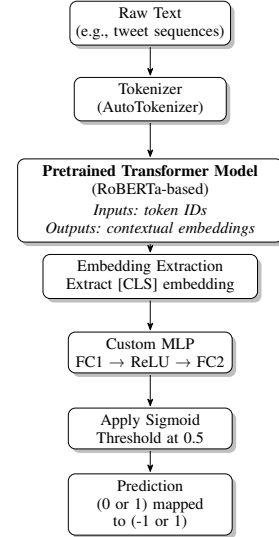 Raw Text
(e.g., tweet sequences)
Tokenizer
(AutoTokenizer)
Pretrained Transformer Model
(RoBERTa-based)
Inputs: token IDs
Outputs: contextual embeddings
Embedding Extraction
Extract [CLS] embedding
Custom MLP
FC1 → ReLU → FC2
Apply Sigmoid
Threshold at 0.5
Prediction
(0 or 1) mapped
to (-1 or 1)